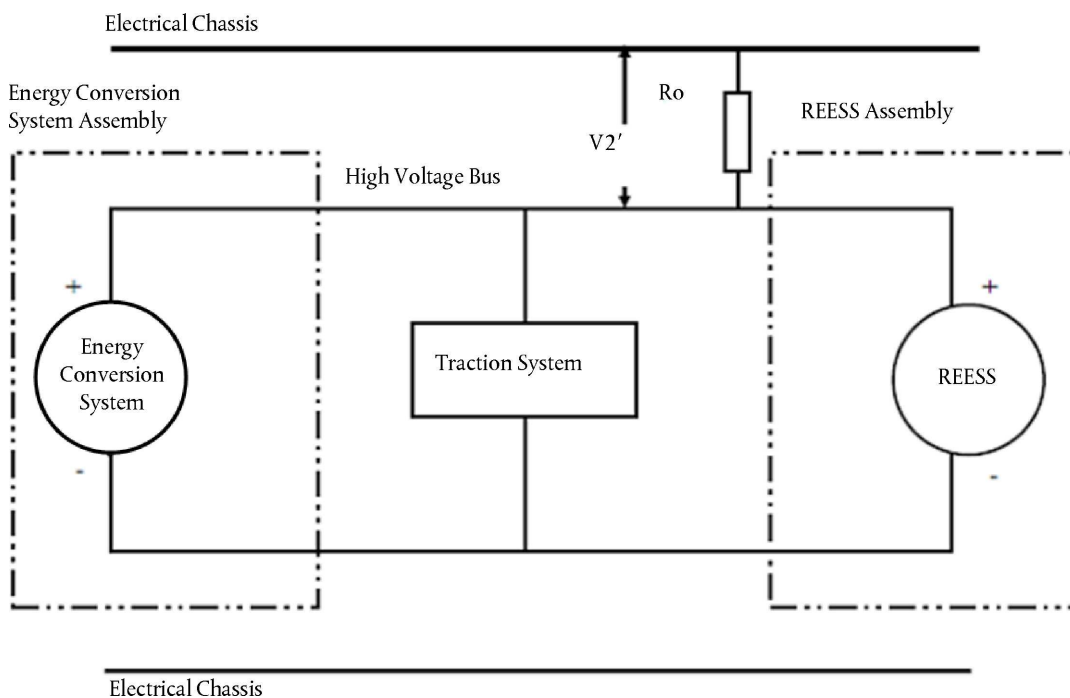 Electrical Chassis
Energy Conversion
System Assembly
Ro
REESS Assembly
V2′
High Voltage Bus
+
+
Energy
Conversion
System
Traction System
REESS
-
-
Electrical Chassis